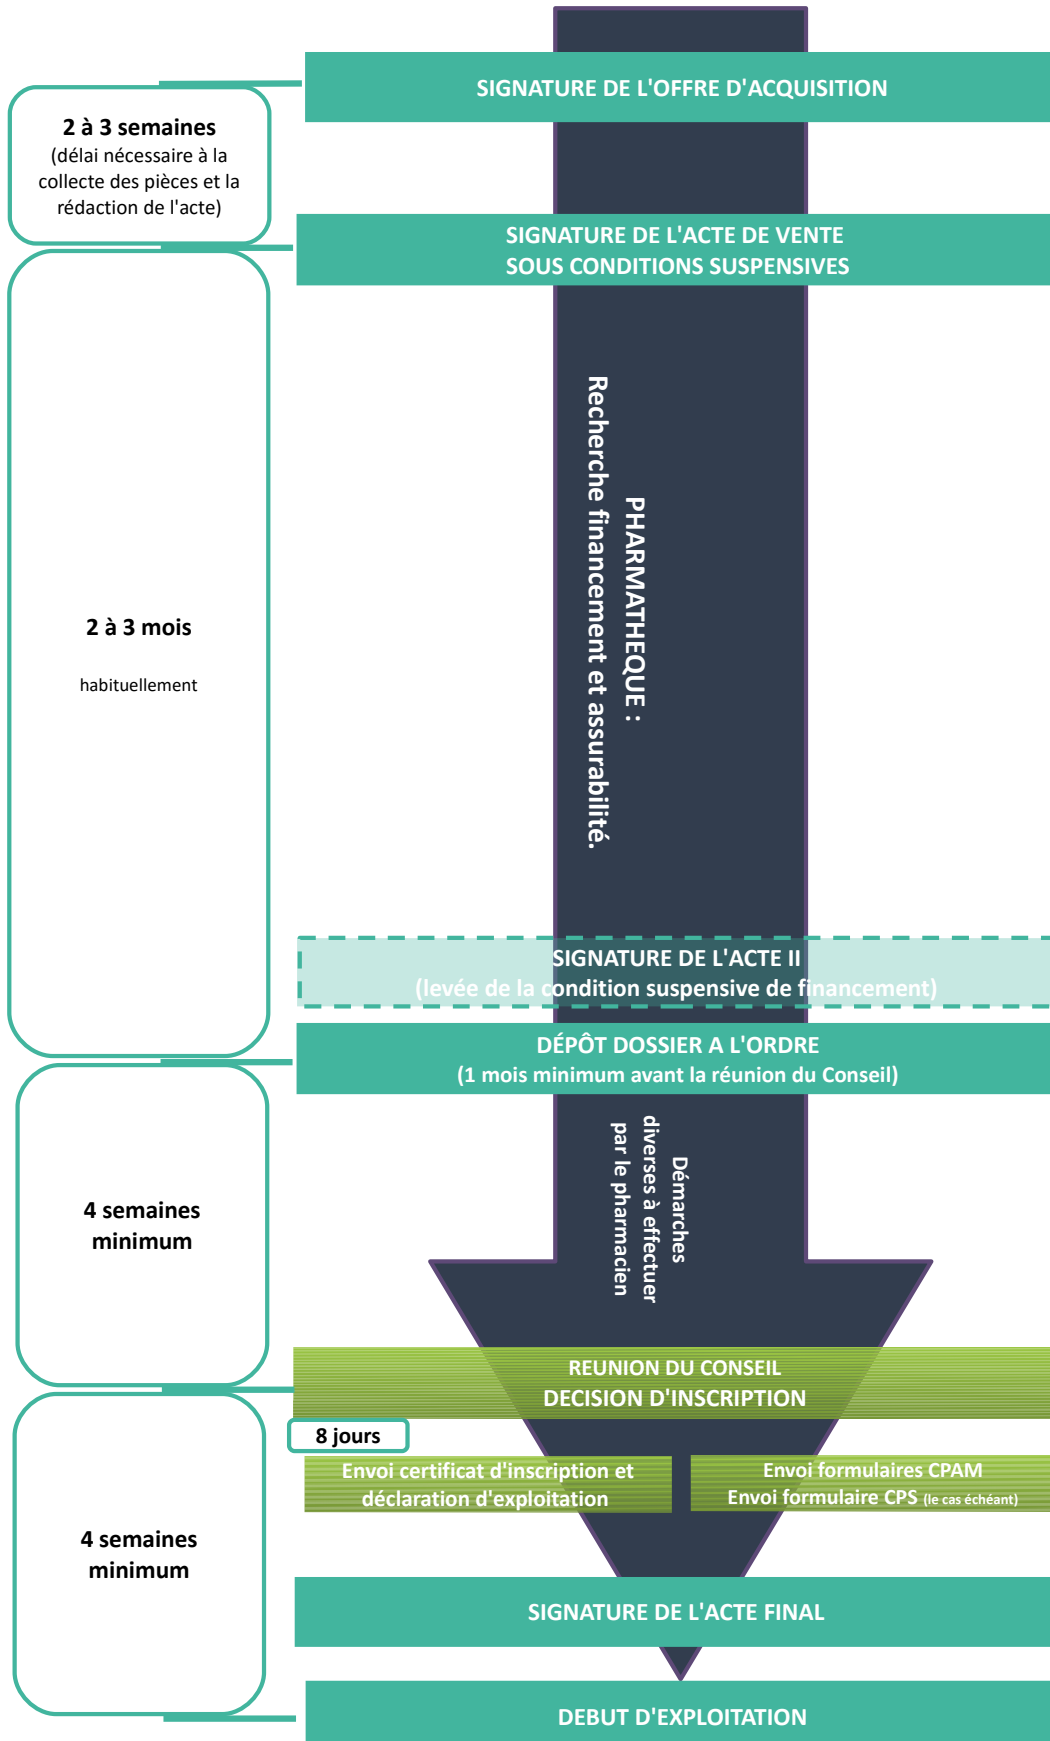 SIGNATURE DE L'OFFRE D'ACQUISITION
2 à 3 semaines
(délai nécessaire à la
collecte des pièces et la
rédaction de l'acte)
SIGNATURE DE L'ACTE DE VENTE
SOUS CONDITIONS SUSPENSIVES
PHARMATHEQUE :
Recherche financement et assurabilité.
2 à 3 mois
habituellement
SIGNATURE DE L'ACTE II
(levée de la condition suspensive de financement)
DÉPÔT DOSSIER A L'ORDRE
(1 mois minimum avant la réunion du Conseil)
Démarches
diverses à effectuer
par le pharmacien
4 semaines
minimum
REUNION DU CONSEIL
DECISION D'INSCRIPTION
8 jours
Envoi certificat d'inscription et
déclaration d'exploitation
Envoi formulaires CPAM
Envoi formulaire CPS (le cas échéant)
4 semaines
minimum
SIGNATURE DE L'ACTE FINAL
DEBUT D'EXPLOITATION